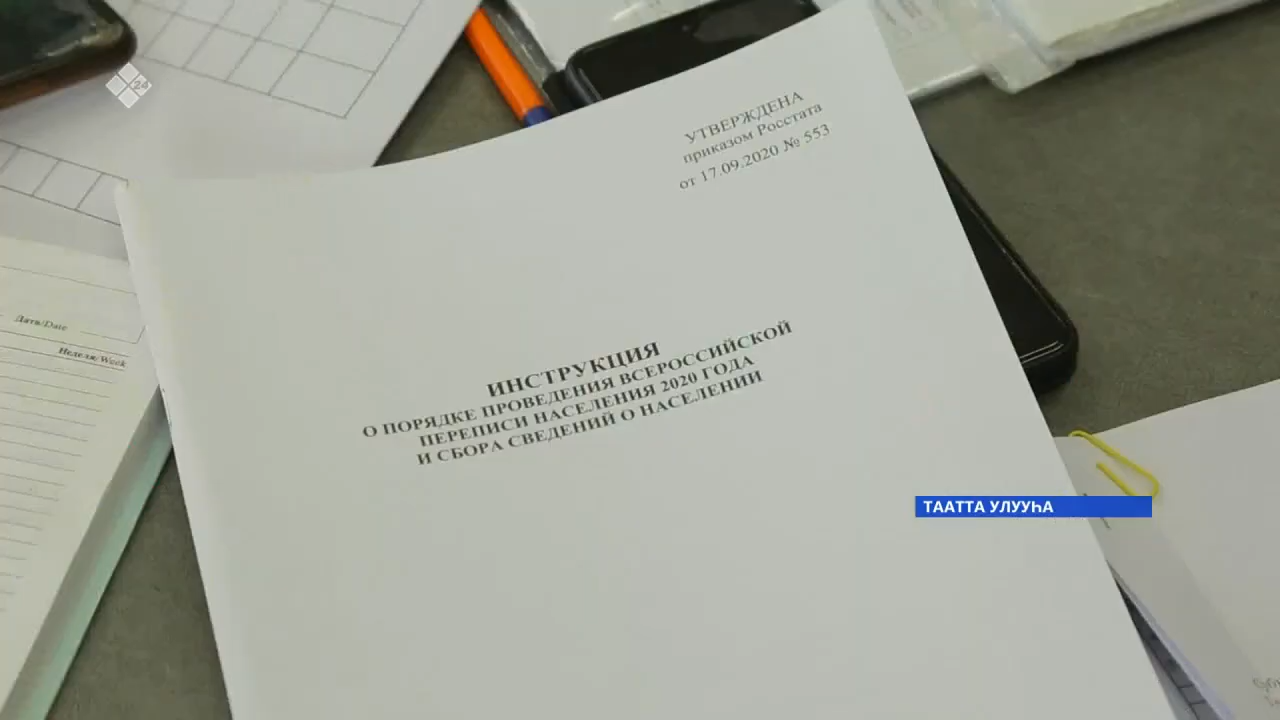 24
УТВЕРЖДЕНА
приказом Росстата
от 17.09.2020 № 553
ИНСТРУКЦИЯ
О ПОРЯДКЕ ПРОВЕДЕНИЯ ВСЕРОССИЙСКОЙ
ПЕРЕПИСИ НАСЕЛЕНИЯ 2020 ГОДА
И СБОРА СВЕДЕНИЙ О НАСЕЛЕНИИ
Дата/Date
Неделя/Week
ТААТТА УЛУУҺА